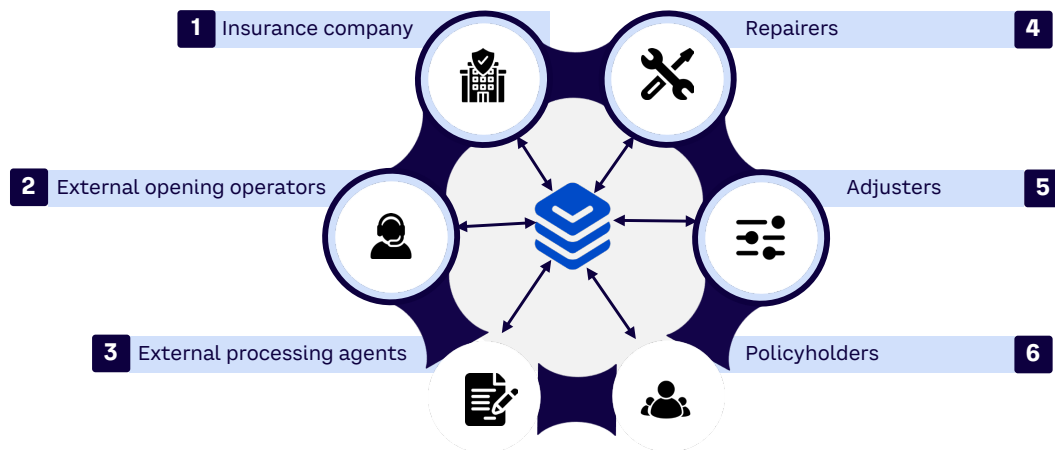 1 Insurance company
Repairers 4
2 External opening operators
Adjusters 5
3 External processing agents
Policyholders 6